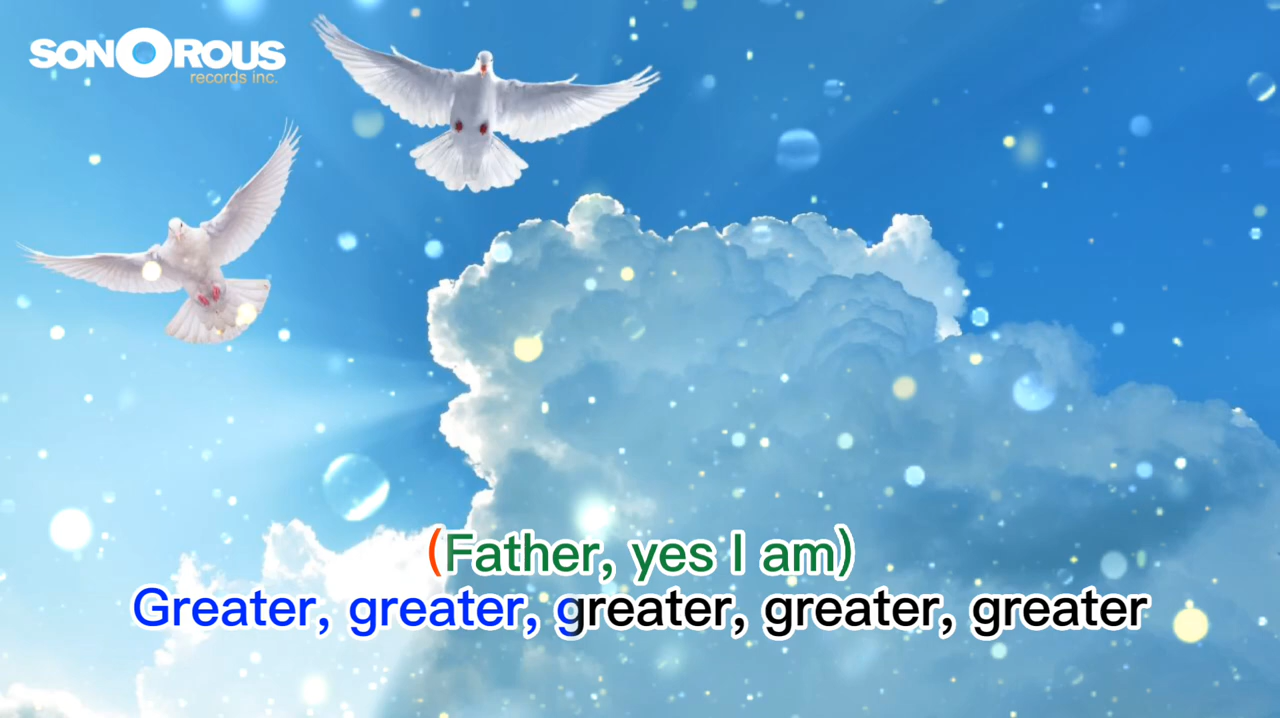 SONOROUS
records inc.
(Father, yes I am)
Greater, greater, greater, greater, greater